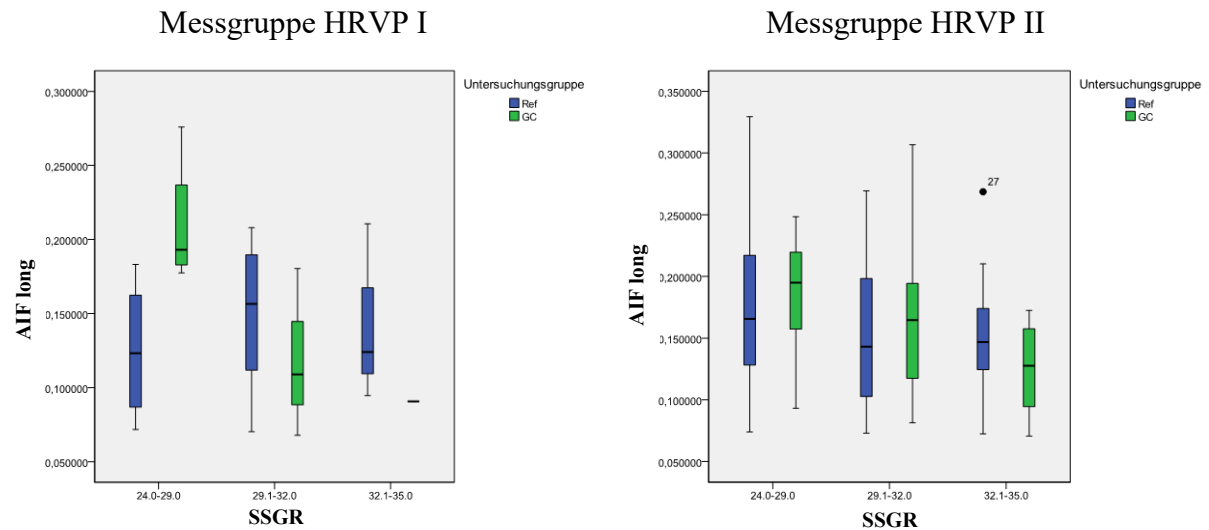 Messgruppe HRVP I
Untersuchungsgruppe
Ref
GC
0,300000
0,250000
0,200000
0,150000
0,100000
0,050000
AIF long
24.0-29.0
29.1-32.0
32.1-35.0
SSGR
Messgruppe HRVP II
Untersuchungsgruppe
Ref
GC
0,350000
0,300000
0,250000
0,200000
0,150000
0,100000
0,050000
AIF long
27
24.0-29.0
29.1-32.0
32.1-35.0
SSGR